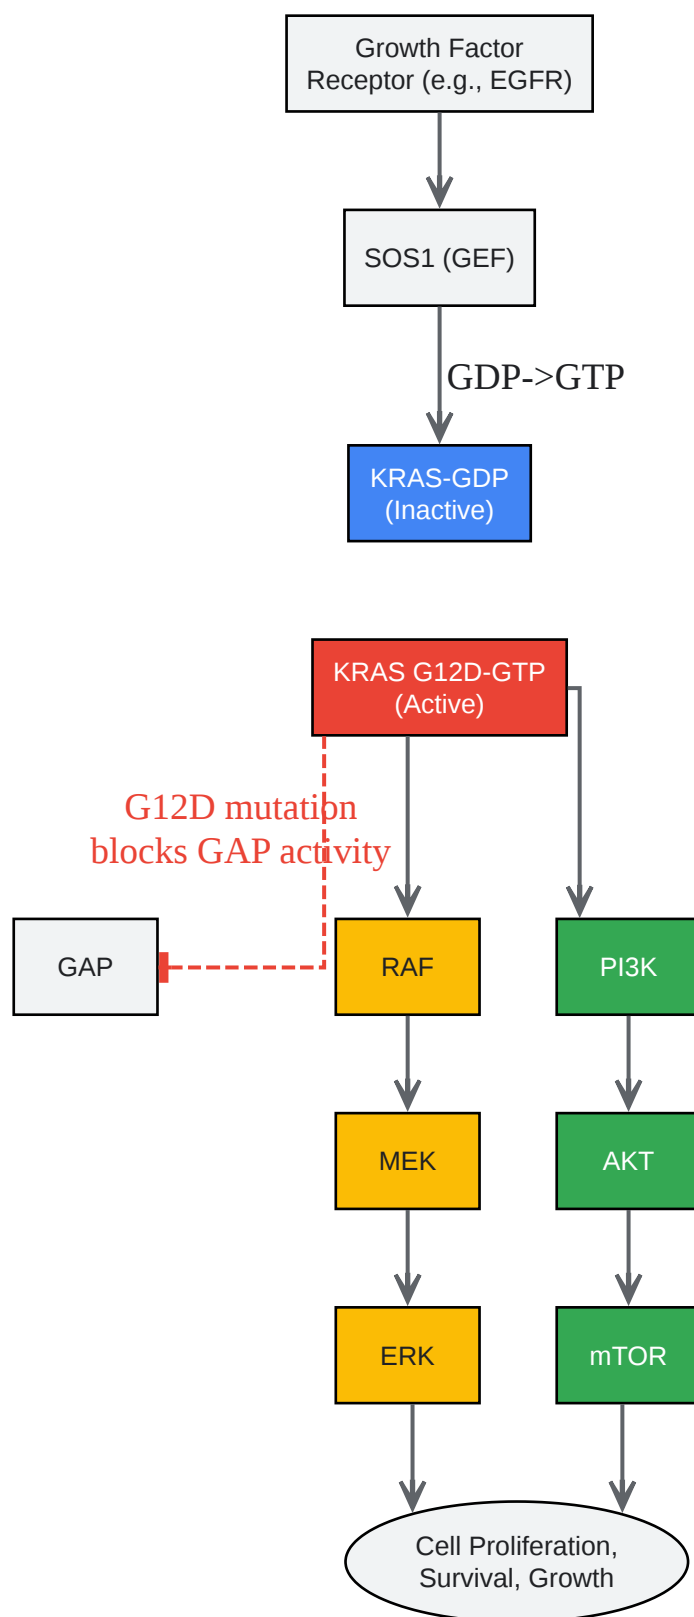 Growth Factor
Receptor (e.g., EGFR)
SOS1 (GEF)
GDP->GTP
KRAS-GDP
(Inactive)
KRAS G12D-GTP
(Active)
G12D mutation
blocks GAP activity
GAP
RAF
PI3K
MEK
AKT
ERK
mTOR
Cell Proliferation,
Survival, Growth